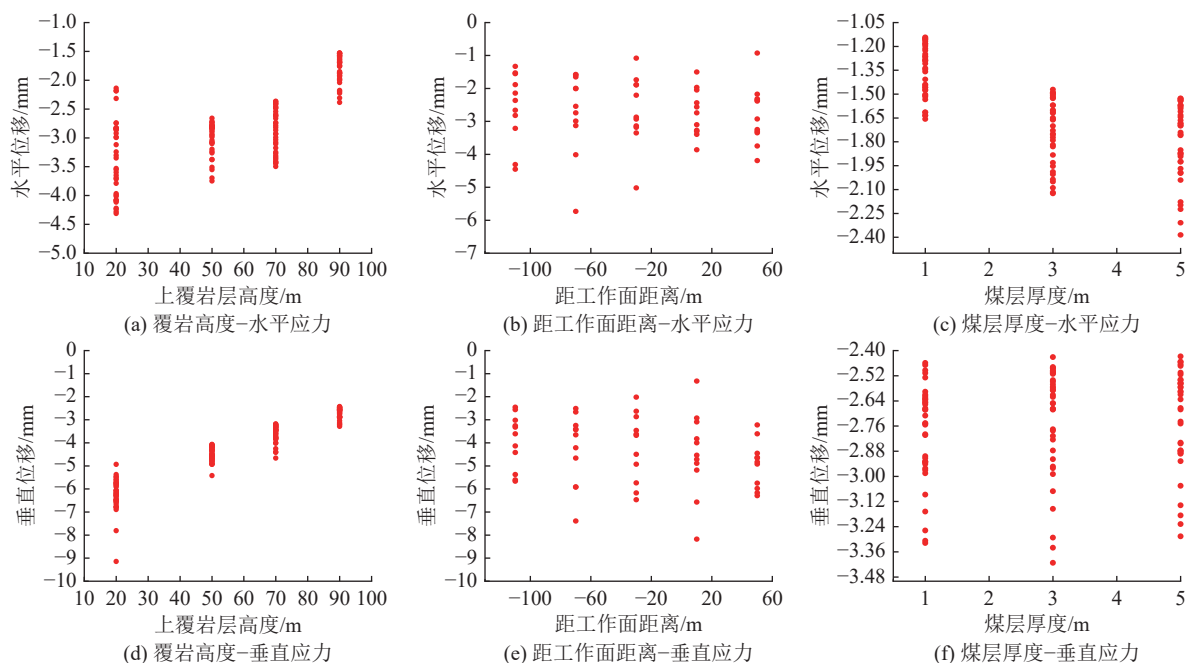 −1.0
−1.5
−2.0
−2.5
−3.0
−3.5
−4.0
−4.5
−5.0
水平位移/mm
10 20 30 40 50 60 70 80 90 100
上覆岩层高度/m
(a) 覆岩高度−水平应力
0
−1
−2
−3
−4
−5
−6
−7
水平位移/mm
−100 −60 −20 20 60
距工作面距离/m
(b) 距工作面距离−水平应力
−1.05
−1.20
−1.35
−1.50
−1.65
−1.80
−1.95
−2.10
−2.25
−2.40
水平位移/mm
1 2 3 4 5
煤层厚度/m
(c) 煤层厚度−水平应力
0
−1
−2
−3
−4
−5
−6
−7
−8
−9
−10
垂直位移/mm
10 20 30 40 50 60 70 80 90 100
上覆岩层高度/m
(d) 覆岩高度−垂直应力
0
−1
−2
−3
−4
−5
−6
−7
−8
−9
−10
垂直位移/mm
−100 −60 −20 20 60
距工作面距离/m
(e) 距工作面距离−垂直应力
−2.40
−2.52
−2.64
−2.76
−2.88
−3.00
−3.12
−3.24
−3.36
−3.48
垂直位移/mm
1 2 3 4 5
煤层厚度/m
(f) 煤层厚度−垂直应力